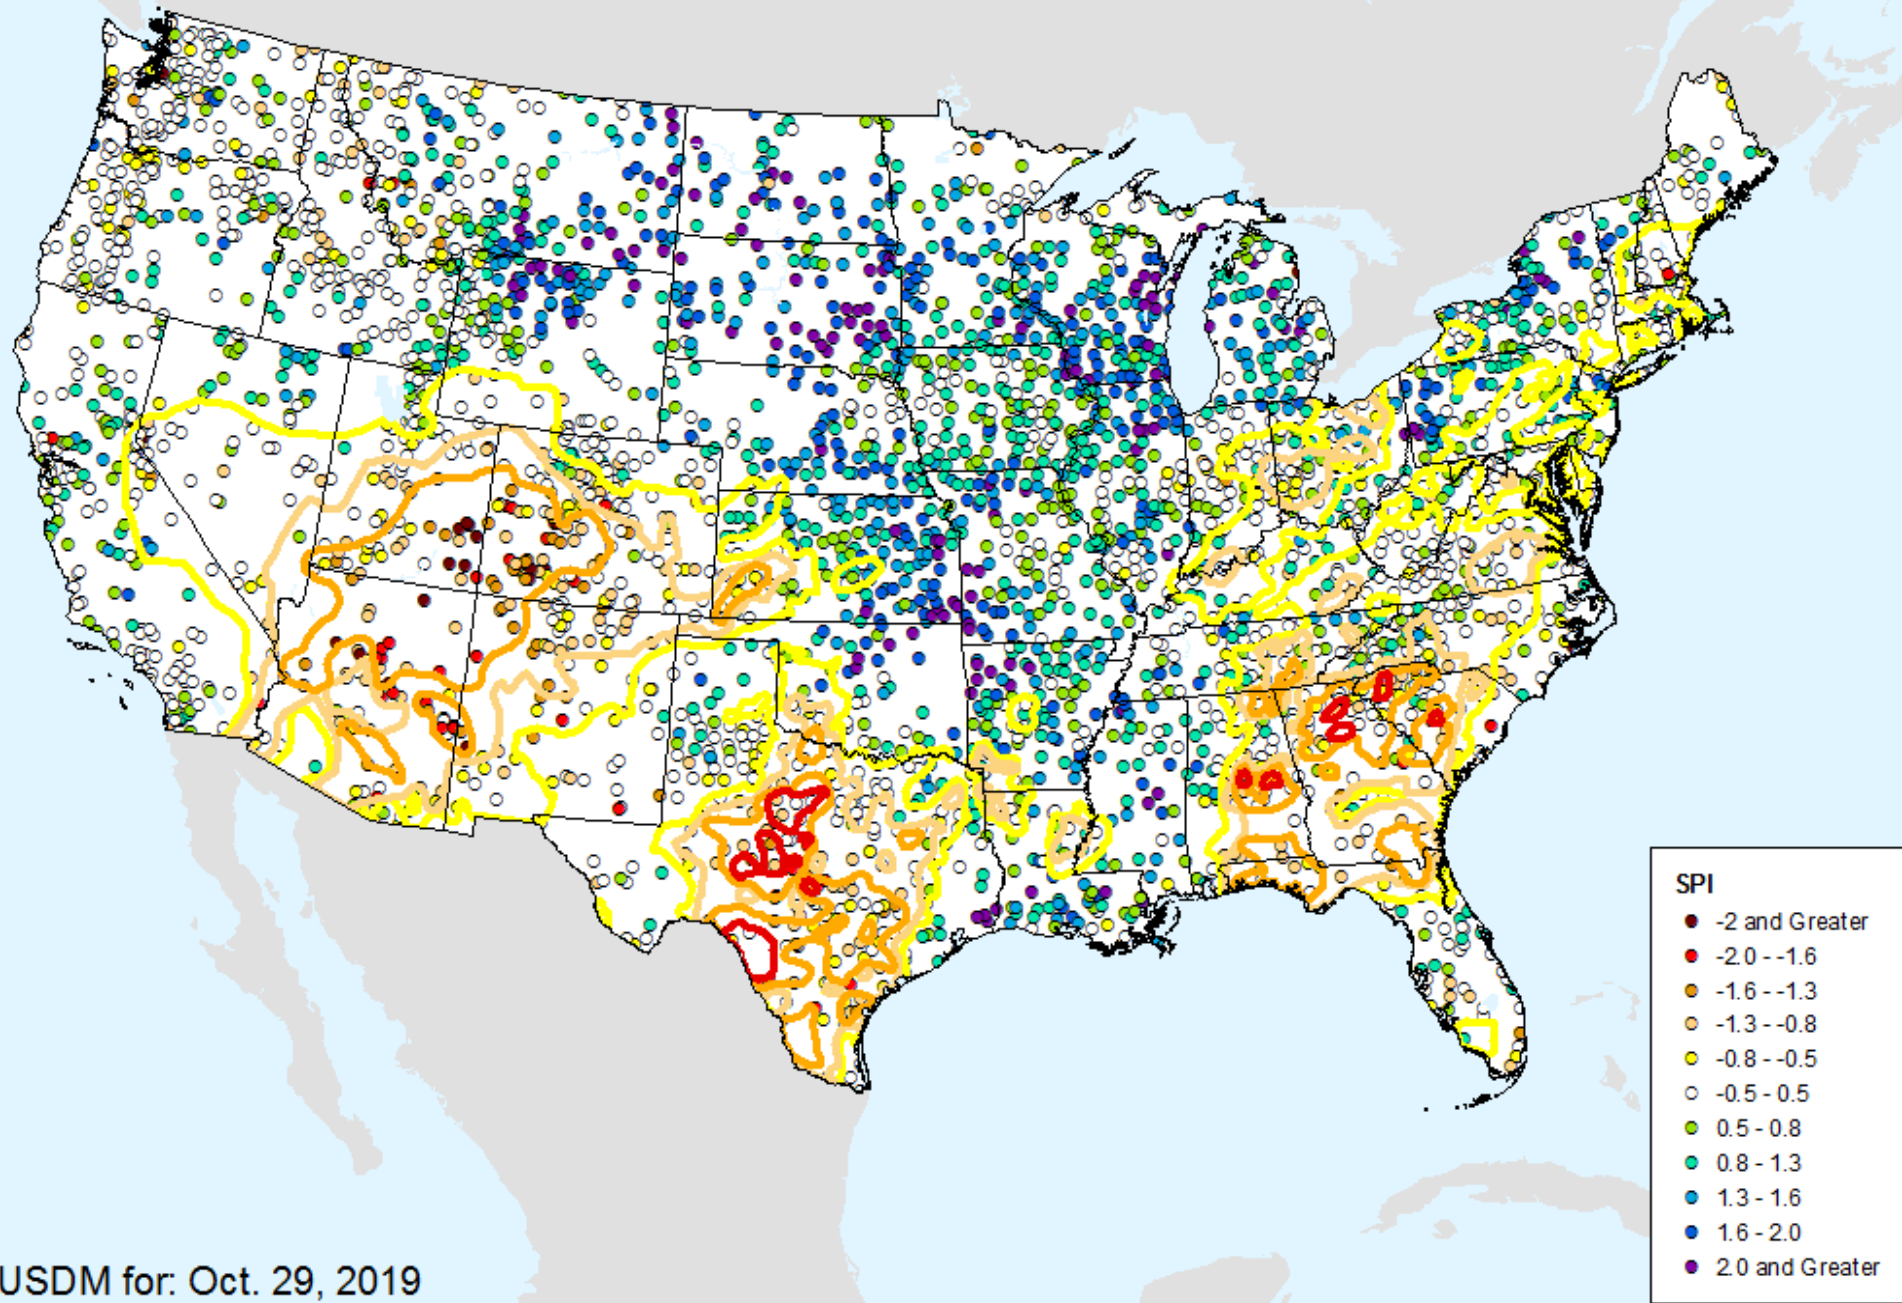 SPI
-2 and Greater
-2.0 - -1.6
-1.6 - -1.3
-1.3 - -0.8
-0.8 - -0.5
-0.5 - 0.5
0.5 - 0.8
0.8 - 1.3
1.3 - 1.6
1.6 - 2.0
2.0 and Greater
USDM for: Oct. 29, 2019